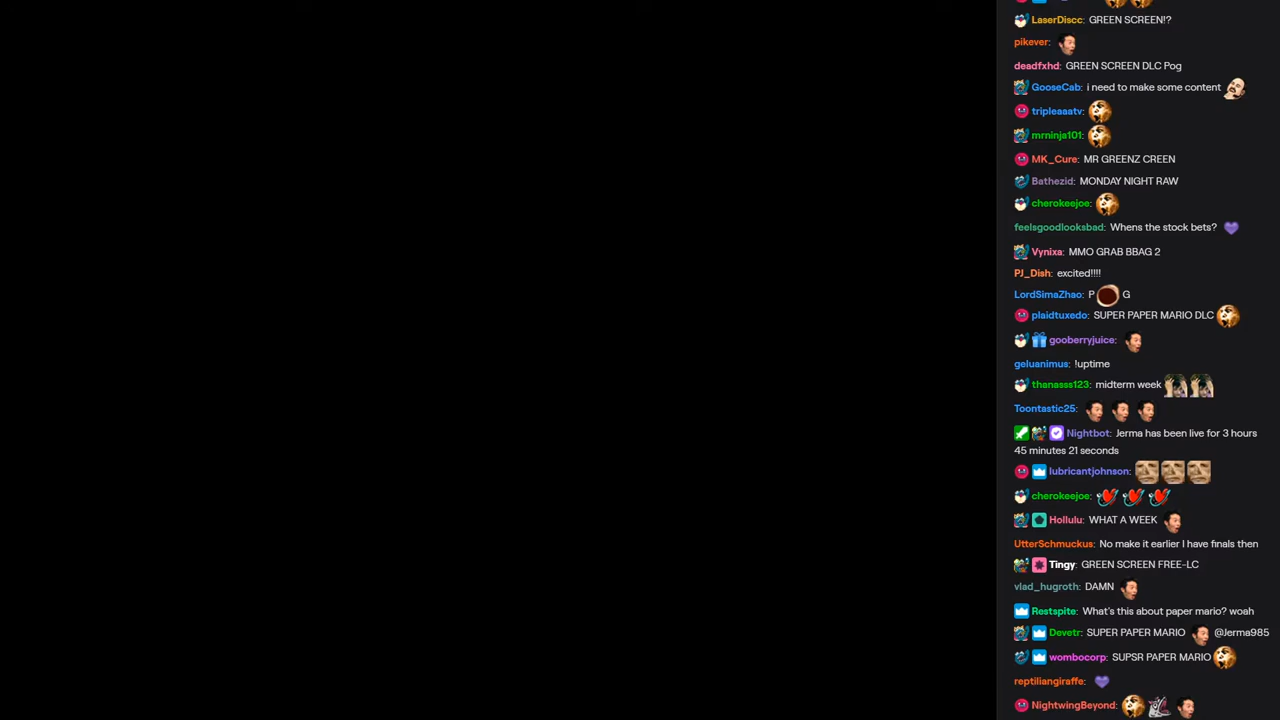 LaserDiscc: GREEN SCREEN!?
pikever:
deadfxhd: GREEN SCREEN DLC Pog
GooseCab: i need to make some content
tripleaaatv:
mrninja101:
MK_Cure: MR GREENZ CREEN
Bathezid: MONDAY NIGHT RAW
cherokeejoe:
feelsgoodlooksbad: Whens the stock bets?
Vynixa: MMO GRAB BBAG 2
PJ_Dish: excited!!!!
LordSimaZhao: P G
plaidtuxedo: SUPER PAPER MARIO DLC
gooberryjuice:
geluanimus: !uptime
thanasss123: midterm week
Toontastic25:
Nightbot: Jerma has been live for 3 hours
45 minutes 21 seconds
lubricantjohnson:
cherokeejoe:
Hollulu: WHAT A WEEK
UtterSchmuckus: No make it earlier I have finals then
Tingy: GREEN SCREEN FREE-LC
vlad_hugroth: DAMN
Restspite: What's this about paper mario? woah
Devetr: SUPER PAPER MARIO @Jerma985
wombocorp: SUPSR PAPER MARIO
reptiliangiraffe:
NightwingBeyond: